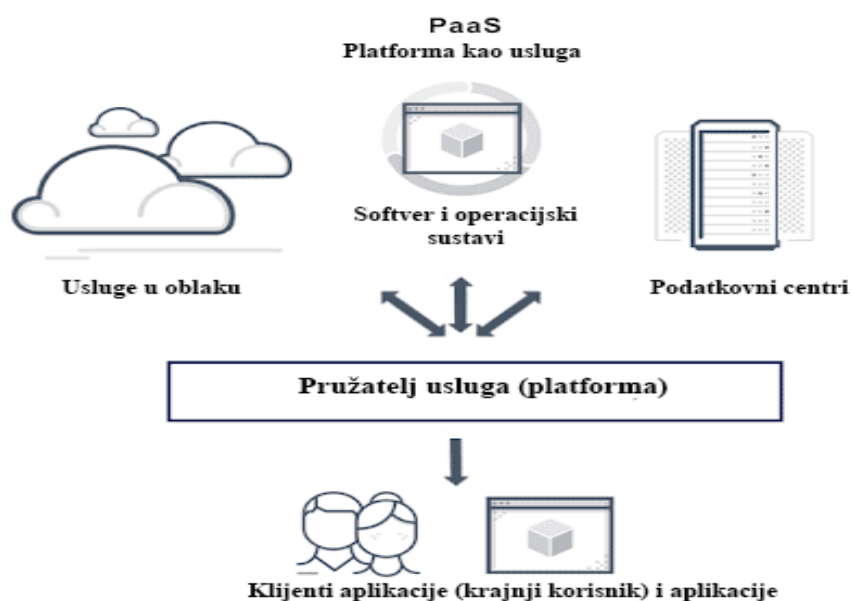 PaaS
Platforma kao usluga
Softver i operacijski
sustavi
Usluge u oblaku
Podatkovni centri
Pružatelj usluga (platforma)
Klijenti aplikacije (krajnji korisnik) i aplikacije